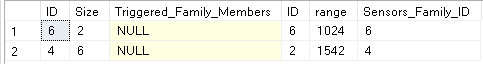 ID Size Triggered_Family_Members ID range Sensors_Family_ID
1 6 2 NULL 6 1024 6
2 4 6 NULL 2 1542 4